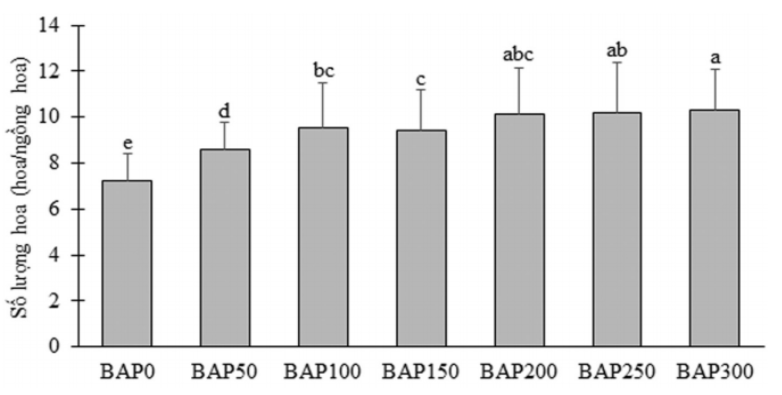 Số lượng hoa (hoa/ngồng hoa)
14
12
10
8
6
4
2
0
e
d
bc
c
abc
ab
a
BAP0 BAP50 BAP100 BAP150 BAP200 BAP250 BAP300